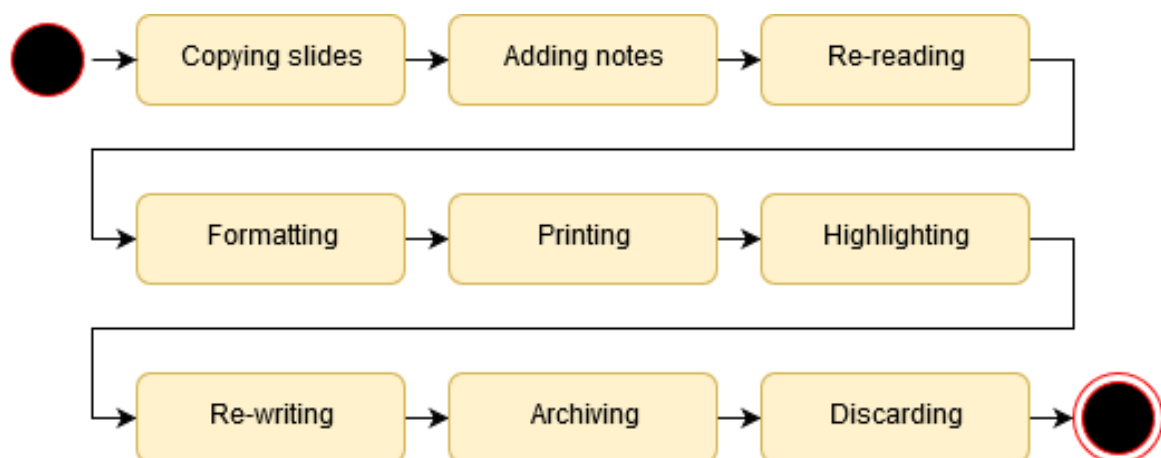 Copying slides
Adding notes
Re-reading
Formatting
Printing
Highlighting
Re-writing
Archiving
Discarding